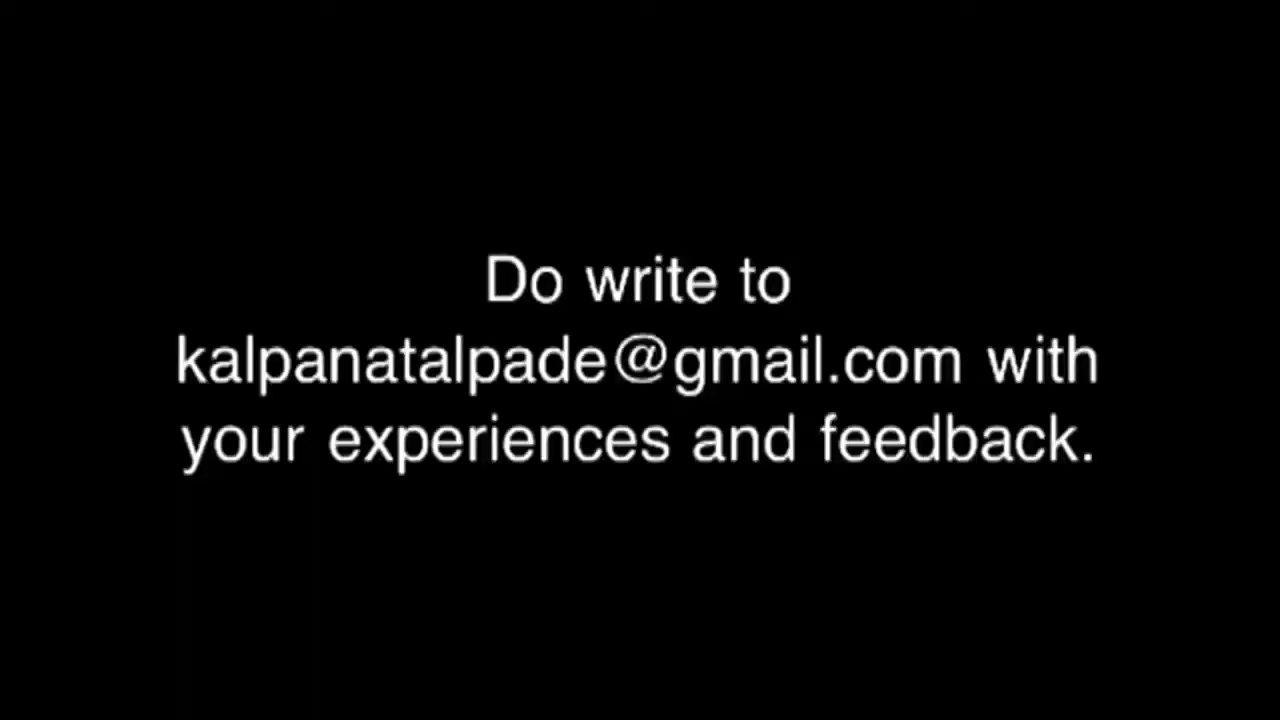 Do write to
kalpanatalpade@gmail.com with
your experiences and feedback.